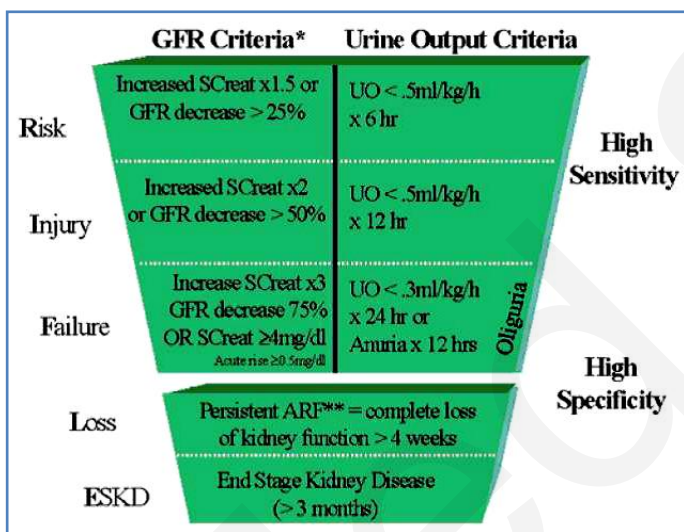 GFR Criteria*
Urine Output Criteria
Risk
Increased SCreat x1.5 or
GFR decrease > 25%
UO < .5ml/kg/h
x 6 hr
High
Sensitivity
Injury
Increased SCreat x2
or GFR decrease > 50%
UO < .5ml/kg/h
x 12 hr
Failure
Increase SCreat x3
GFR decrease 75%
OR SCreat ≥4mg/dl
Acute rise ≥0.5mg/dl
UO < .3ml/kg/h
x 24 hr or
Anuria x 12 hrs
Oliguria
High
Specificity
Loss
Persistent ARF** = complete loss
of kidney function > 4 weeks
ESKD
End Stage Kidney Disease
(> 3 months)